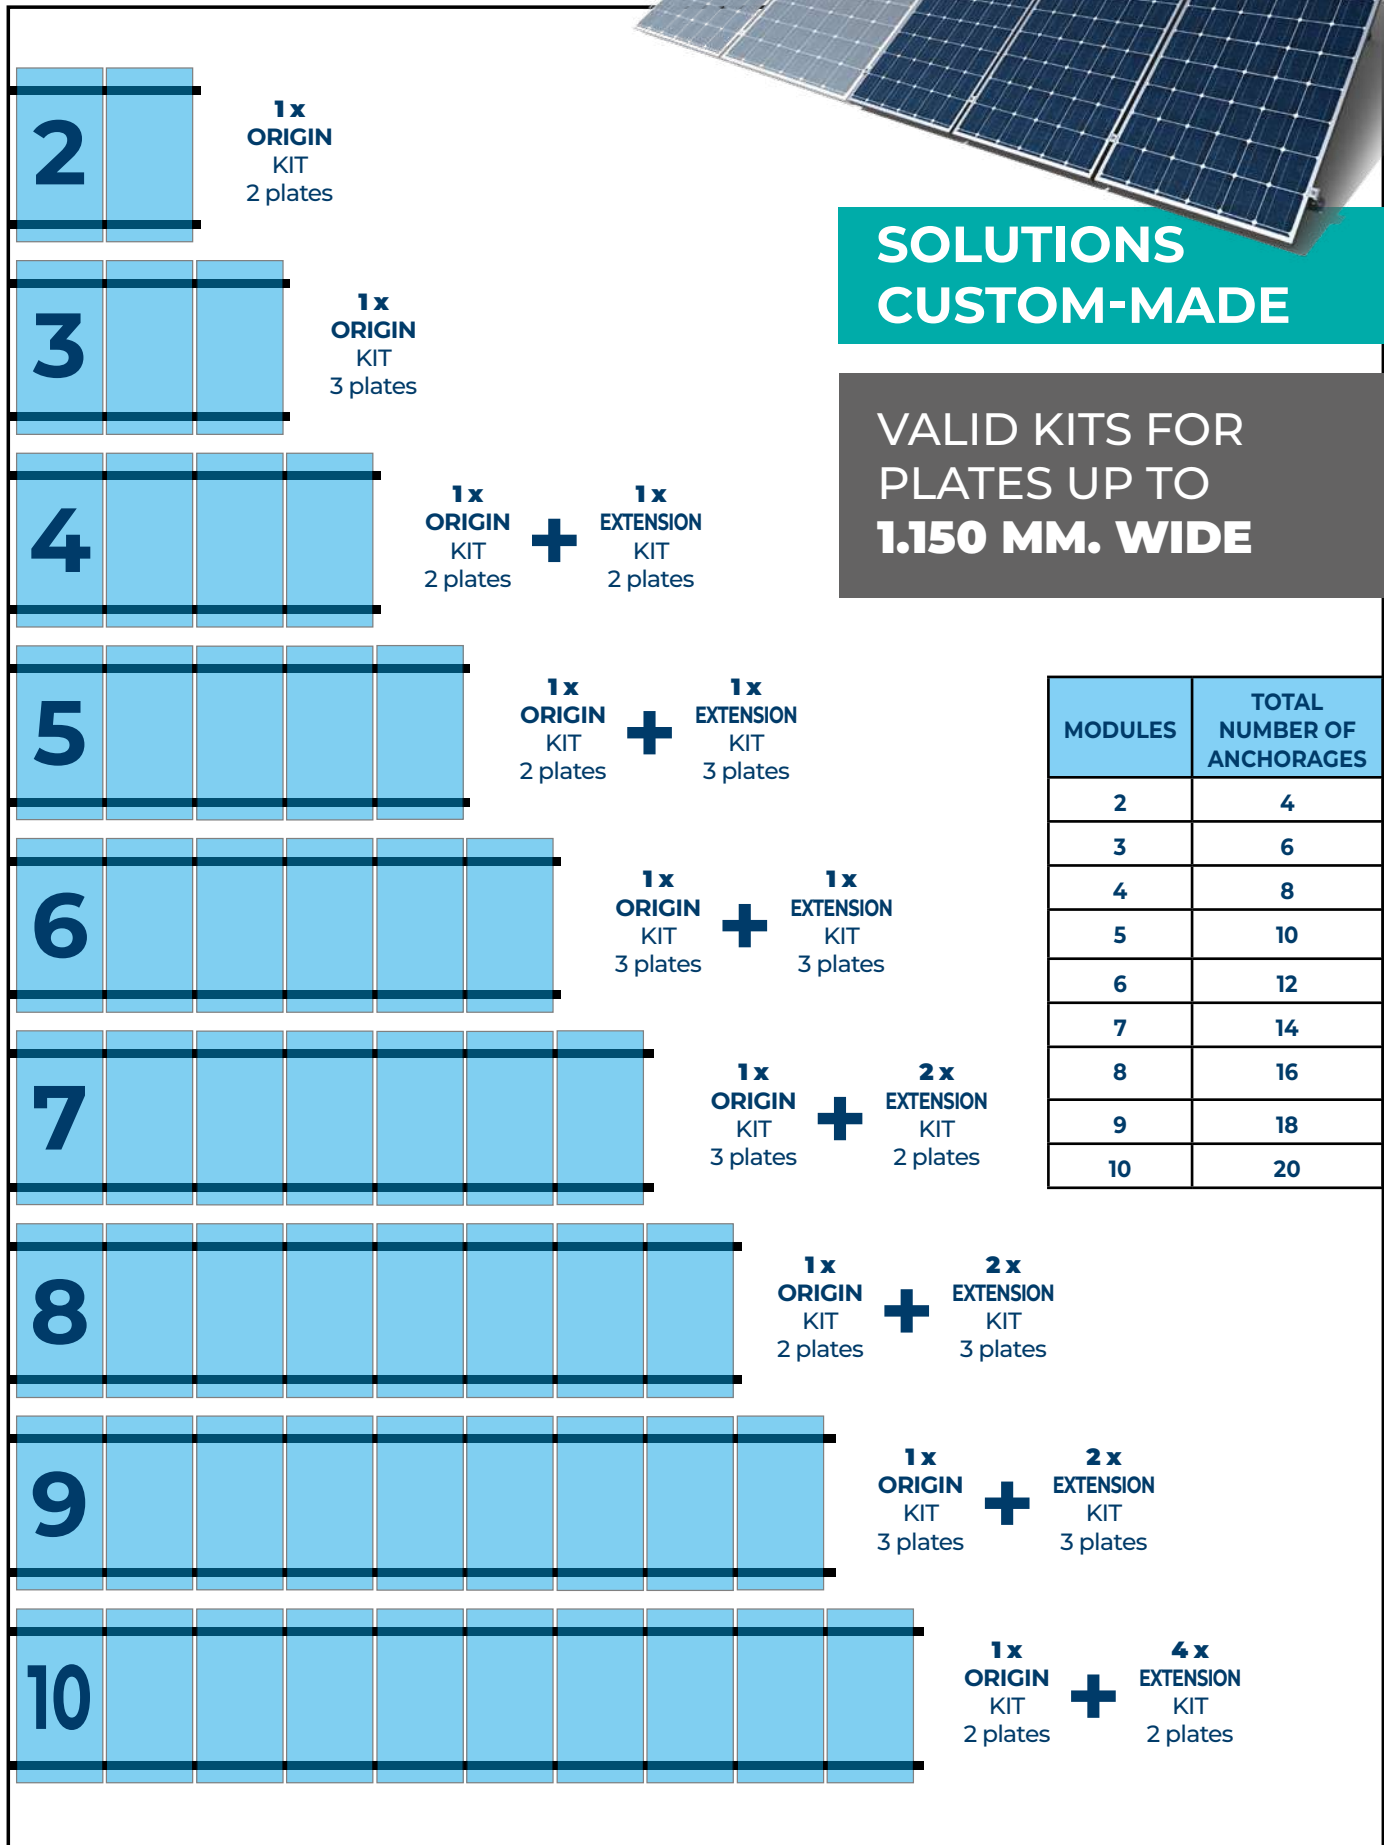 2
1 x
ORIGIN
KIT
2 plates
SOLUTIONS
CUSTOM-MADE
3
1 x
ORIGIN
KIT
3 plates
VALID KITS FOR
PLATES UP TO
1.150 MM. WIDE
4
1 x
ORIGIN
KIT
2 plates
+
1 x
EXTENSION
KIT
2 plates
5
1 x
ORIGIN
KIT
2 plates
+
1 x
EXTENSION
KIT
3 plates
MODULES
TOTAL
NUMBER OF
ANCHORAGES
2 4
3 6
4 8
5 10
6 12
7 14
8 16
9 18
10 20
6
1 x
ORIGIN
KIT
3 plates
+
1 x
EXTENSION
KIT
3 plates
7
1 x
ORIGIN
KIT
3 plates
+
2 x
EXTENSION
KIT
2 plates
8
1 x
ORIGIN
KIT
2 plates
+
2 x
EXTENSION
KIT
3 plates
9
1 x
ORIGIN
KIT
3 plates
+
2 x
EXTENSION
KIT
3 plates
10
1 x
ORIGIN
KIT
2 plates
+
4 x
EXTENSION
KIT
2 plates